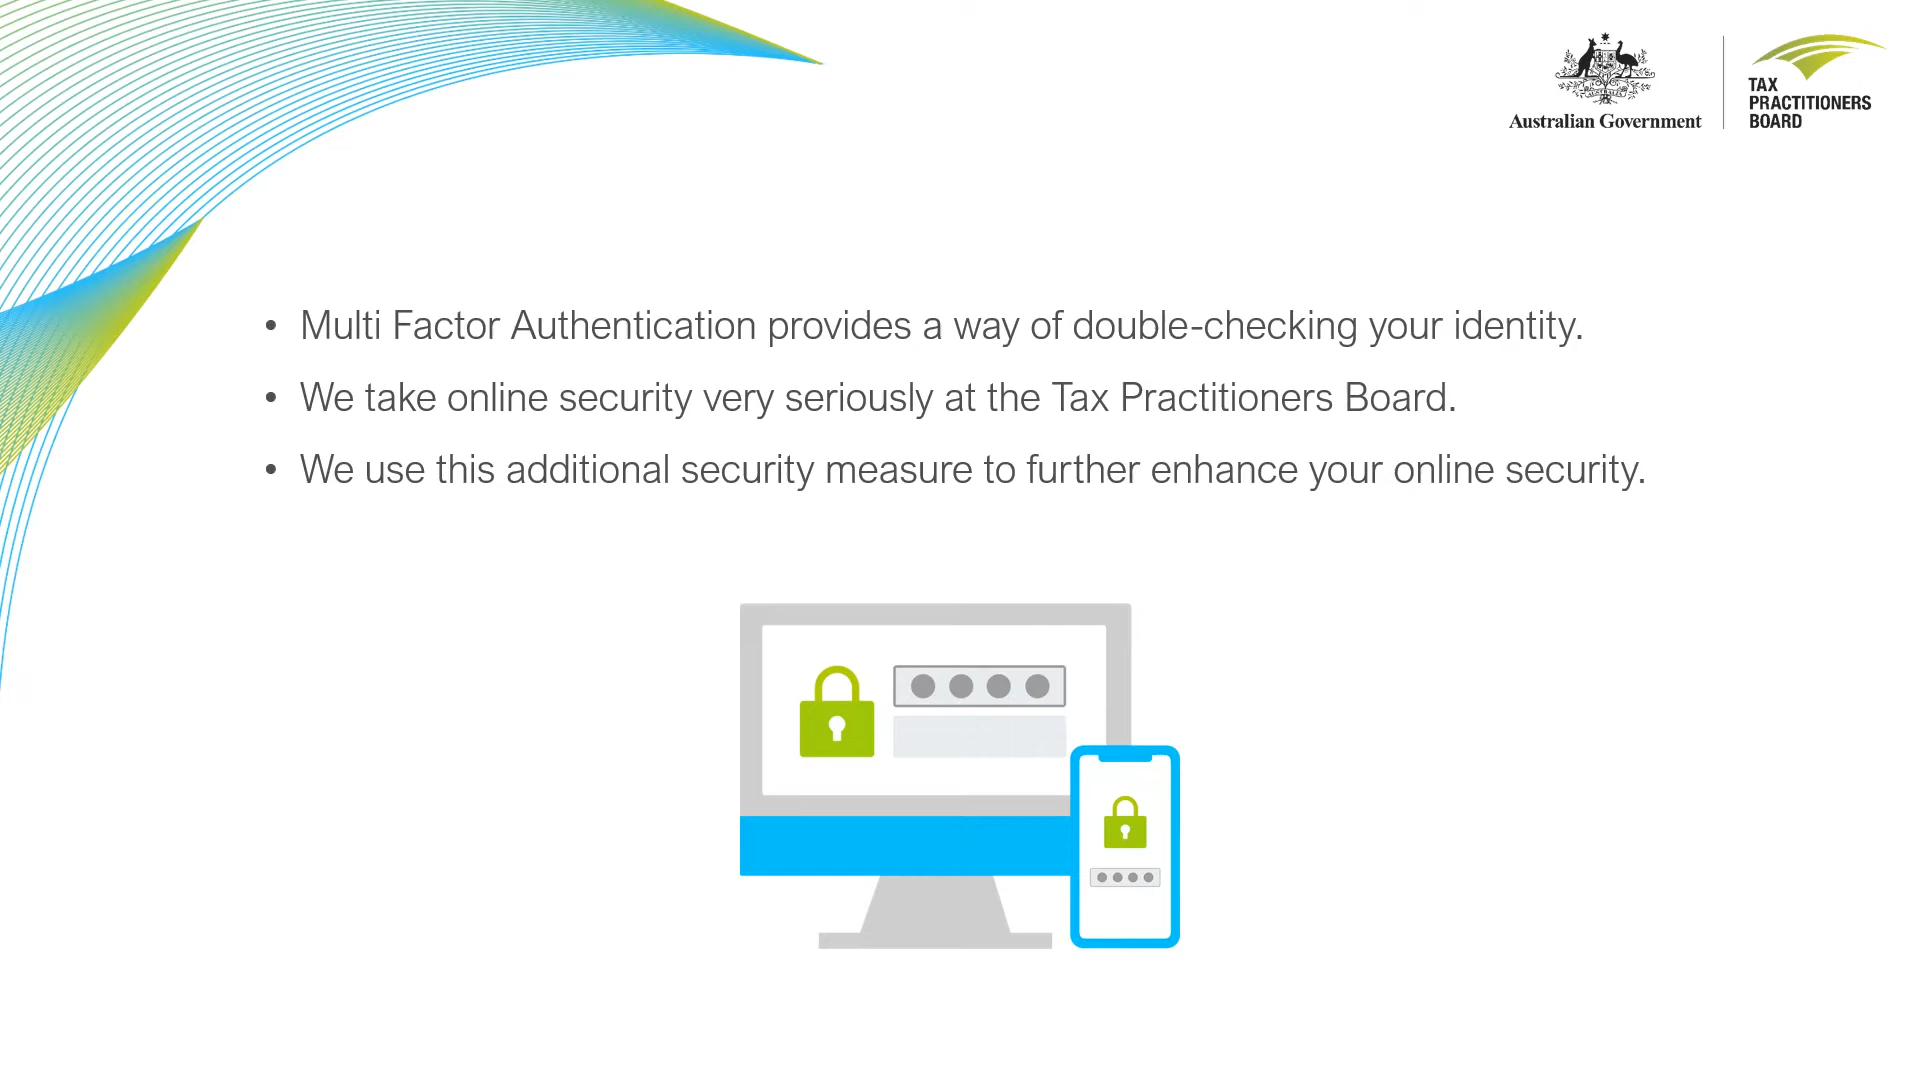 Australian Government
TAX
PRACTITIONERS
BOARD
• Multi Factor Authentication provides a way of double-checking your identity.
• We take online security very seriously at the Tax Practitioners Board.
• We use this additional security measure to further enhance your online security.